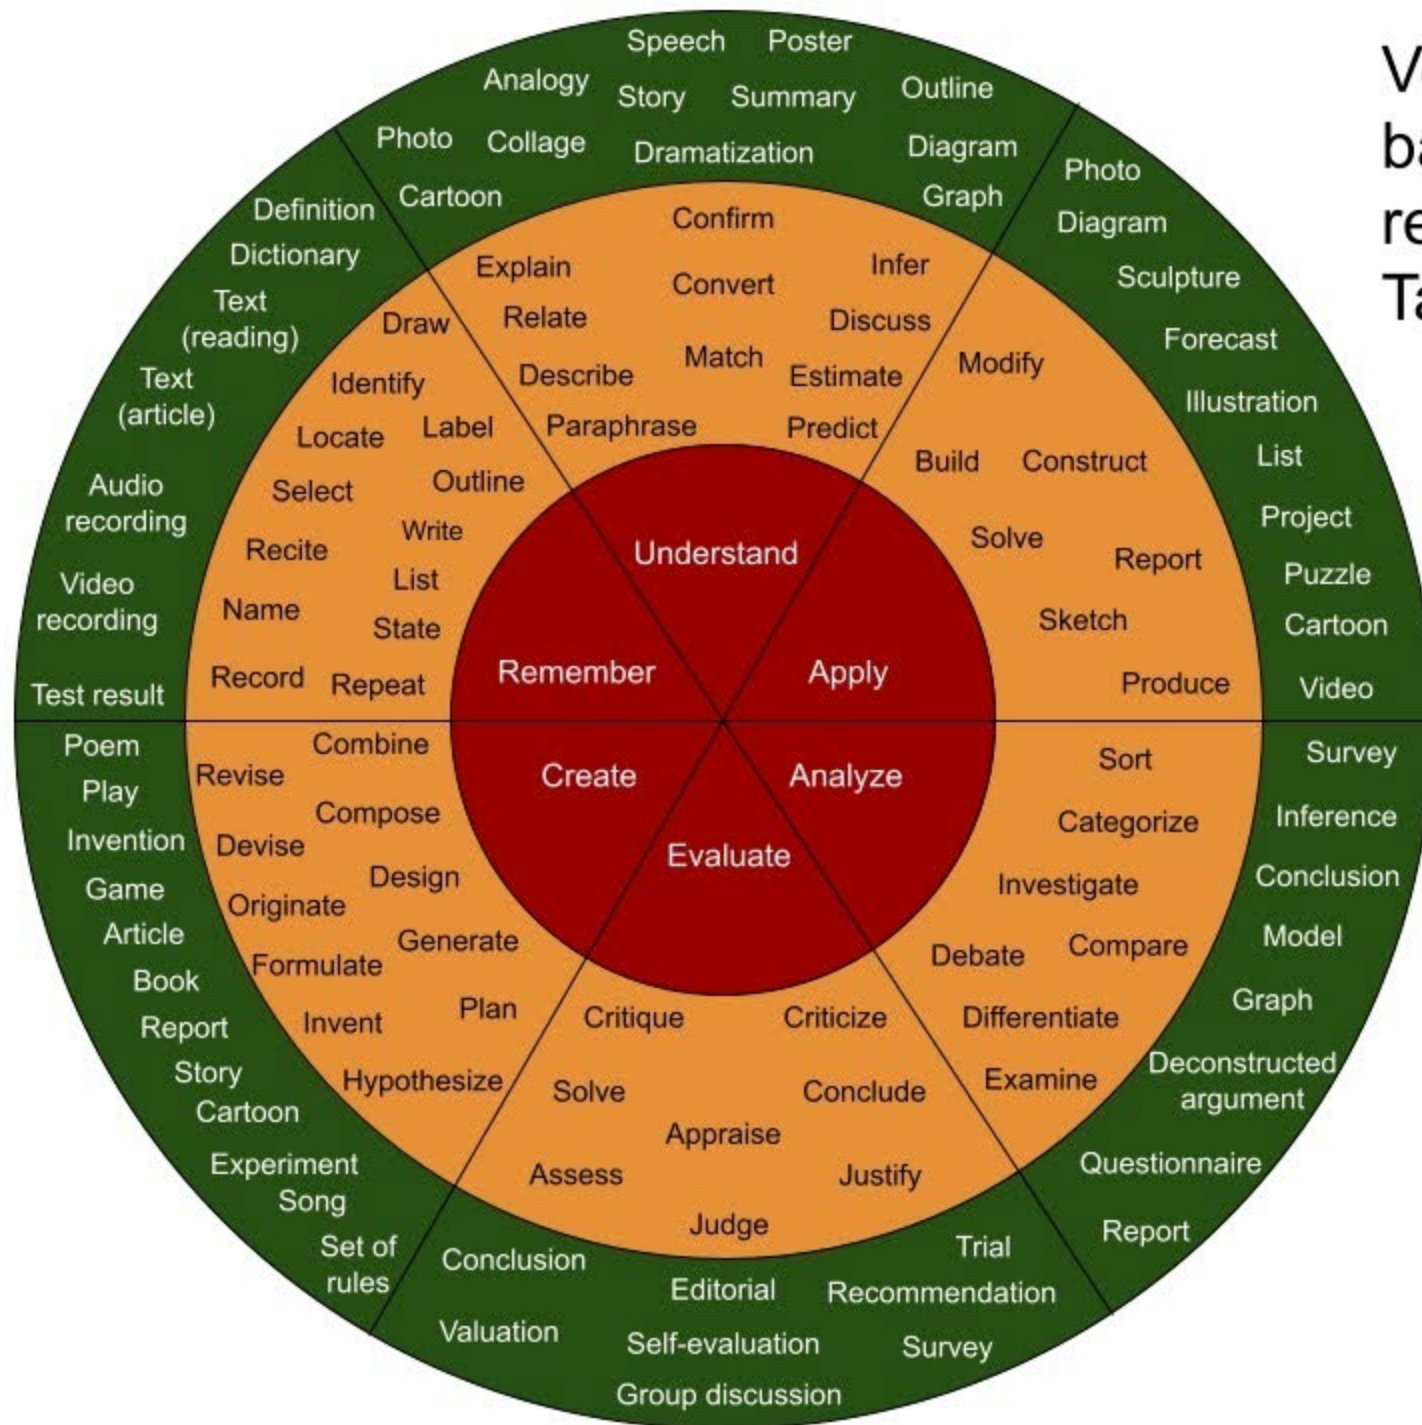 Understand
Remember
Apply
Create
Analyze
Evaluate
Confirm
Explain
Infer
Convert
Relate
Discuss
Match
Describe
Estimate
Paraphrase
Predict
Modify
Build
Construct
Solve
Report
Sketch
Produce
Sort
Categorize
Investigate
Debate
Compare
Differentiate
Examine
Critique
Criticize
Solve
Conclude
Appraise
Assess
Justify
Judge
Combine
Revise
Compose
Devise
Design
Originate
Generate
Formulate
Plan
Invent
Hypothesize
Draw
Identify
Label
Locate
Outline
Select
Write
Recite
List
Name
State
Record
Repeat
Speech
Poster
Analogy
Story
Summary
Outline
Photo
Collage
Dramatization
Diagram
Cartoon
Graph
Photo
Diagram
Sculpture
Forecast
Illustration
List
Project
Puzzle
Cartoon
Video
Survey
Inference
Conclusion
Model
Graph
Deconstructed
argument
Questionnaire
Report
Trial
Conclusion
Editorial
Recommendation
Valuation
Self-evaluation
Survey
Group discussion
Poem
Play
Invention
Game
Article
Book
Report
Story
Cartoon
Experiment
Song
Set of
rules
Definition
Dictionary
Text
(reading)
Text
(article)
Audio
recording
Video
recording
Test result